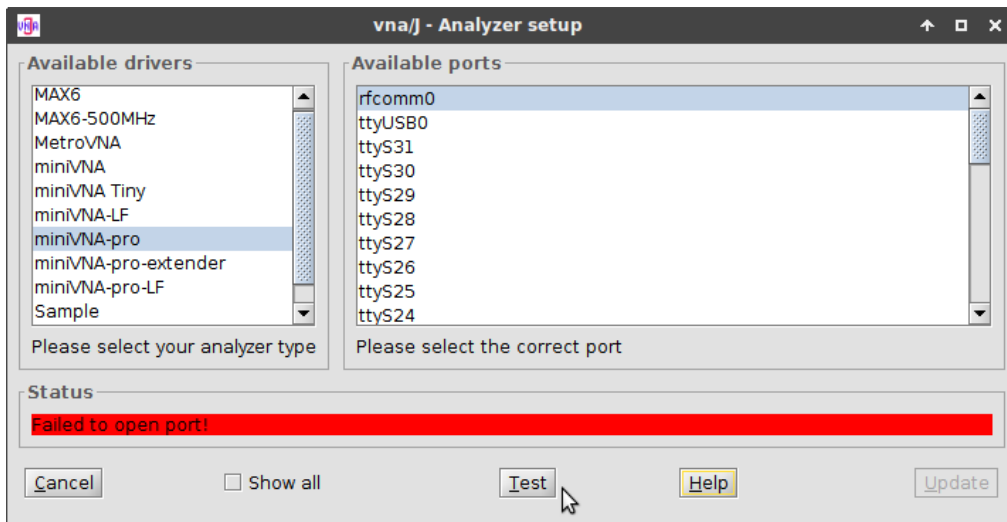 VNA
vna/J - Analyzer setup
Available drivers
MAX6
MAX6-500MHz
MetroVNA
miniVNA
miniVNA Tiny
miniVNA-LF
miniVNA-pro
miniVNA-pro-extender
miniVNA-pro-LF
Sample
Please select your analyzer type
Available ports
rfcomm0
ttyUSB0
ttyS31
ttyS30
ttyS29
ttyS28
ttyS27
ttyS26
ttyS25
ttyS24
Please select the correct port
Status
Failed to open port!
Cancel
Show all
Test
Help
Update